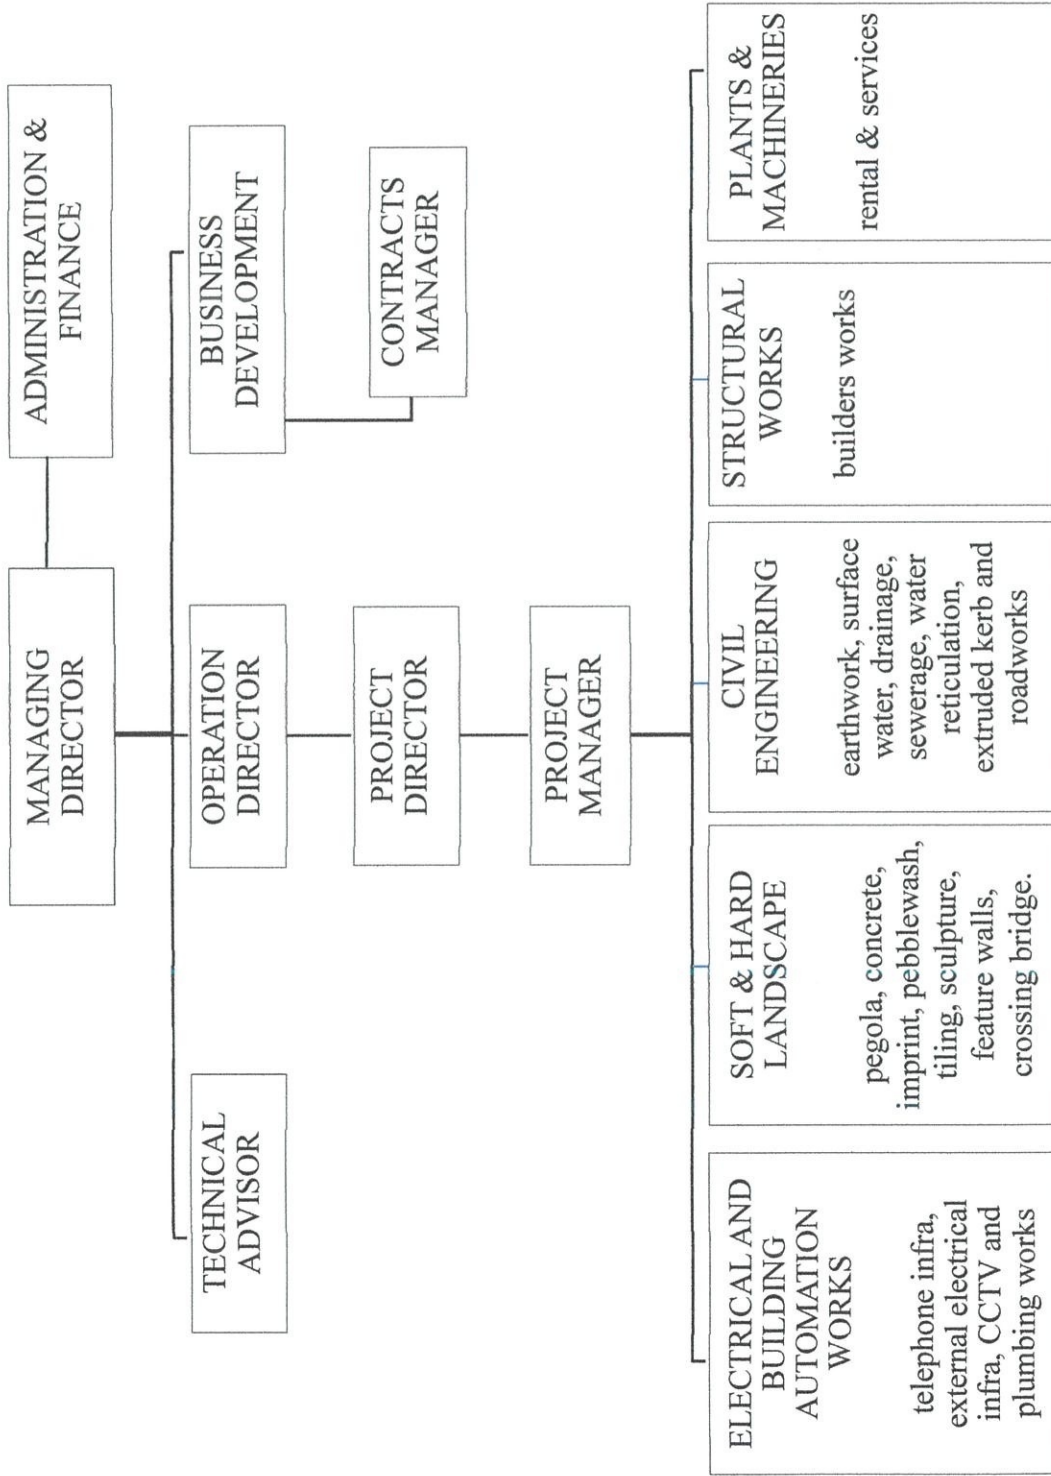 MANAGING
DIRECTOR
ADMINISTRATION &
FINANCE
TECHNICAL
ADVISOR
OPERATION
DIRECTOR
BUSINESS
DEVELOPMENT
PROJECT
DIRECTOR
CONTRACTS
MANAGER
PROJECT
MANAGER
ELECTRICAL AND
BUILDING
AUTOMATION
WORKS
telephone infra,
external electrical
infra, CCTV and
plumbing works
SOFT & HARD
LANDSCAPE
pegola, concrete,
imprint, pebblewash,
tiling, sculpture,
feature walls,
crossing bridge.
CIVIL
ENGINEERING
earthwork, surface
water, drainage,
sewerage, water
reticulation,
extruded kerb and
roadworks
STRUCTURAL
WORKS
builders works
PLANTS &
MACHINERIES
rental & services